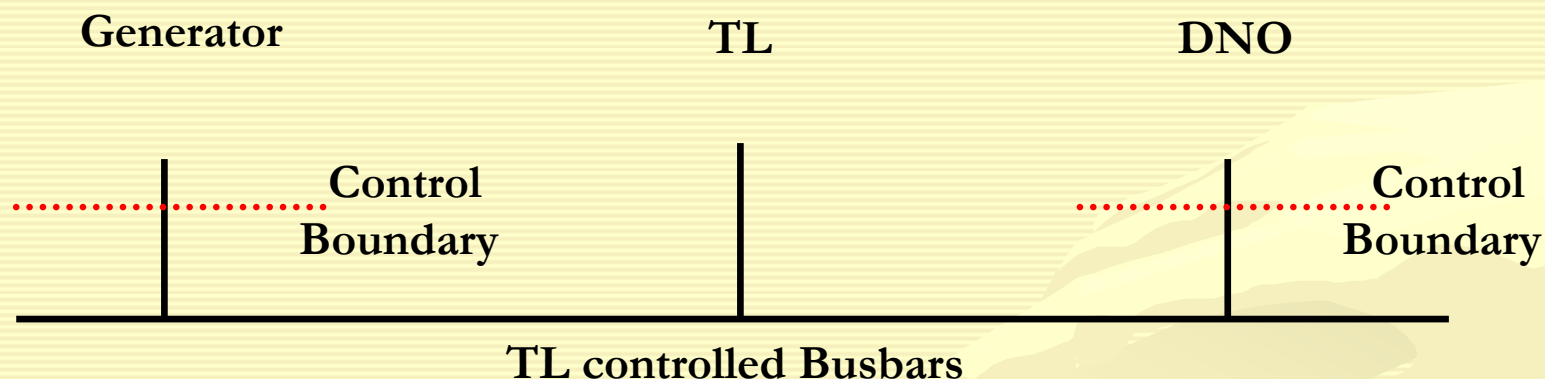 Generator
TL
DNO
Control
Boundary
Control
Boundary
TL controlled Busbars